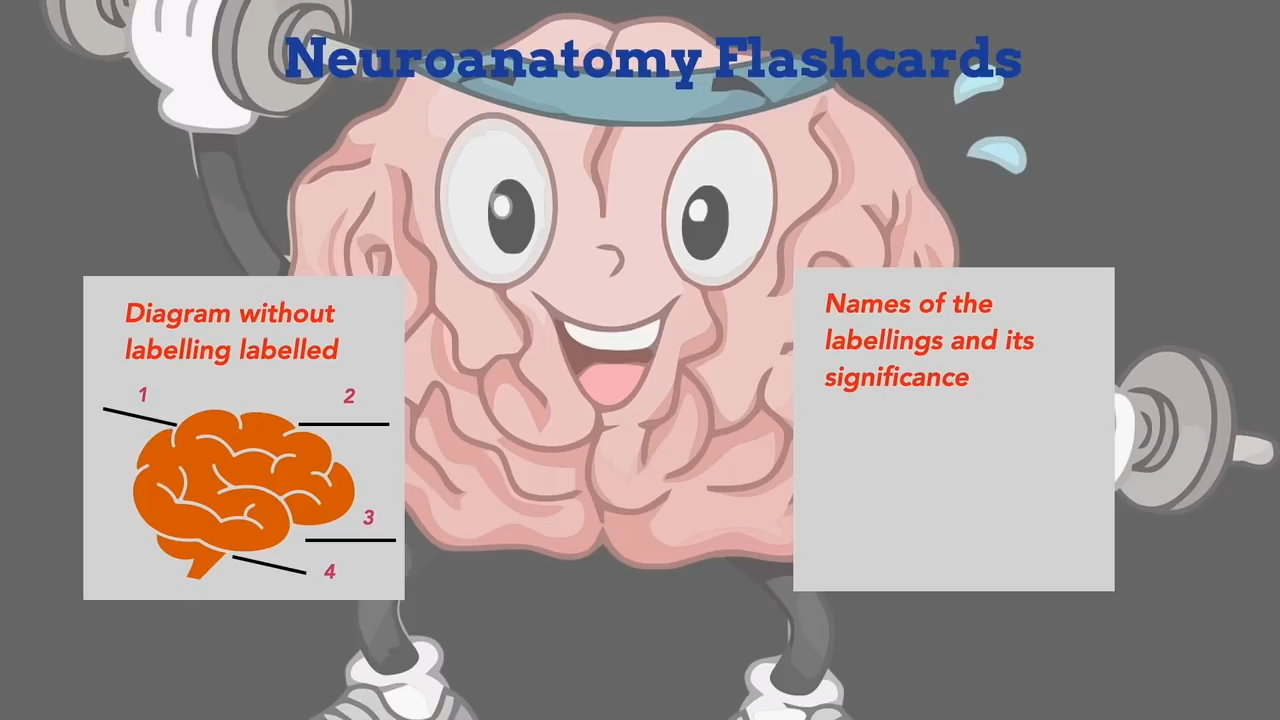 Neuroanatomy Flashcards
Diagram without
labelling labelled
1
2
3
4
Names of the
labellings and its
significance